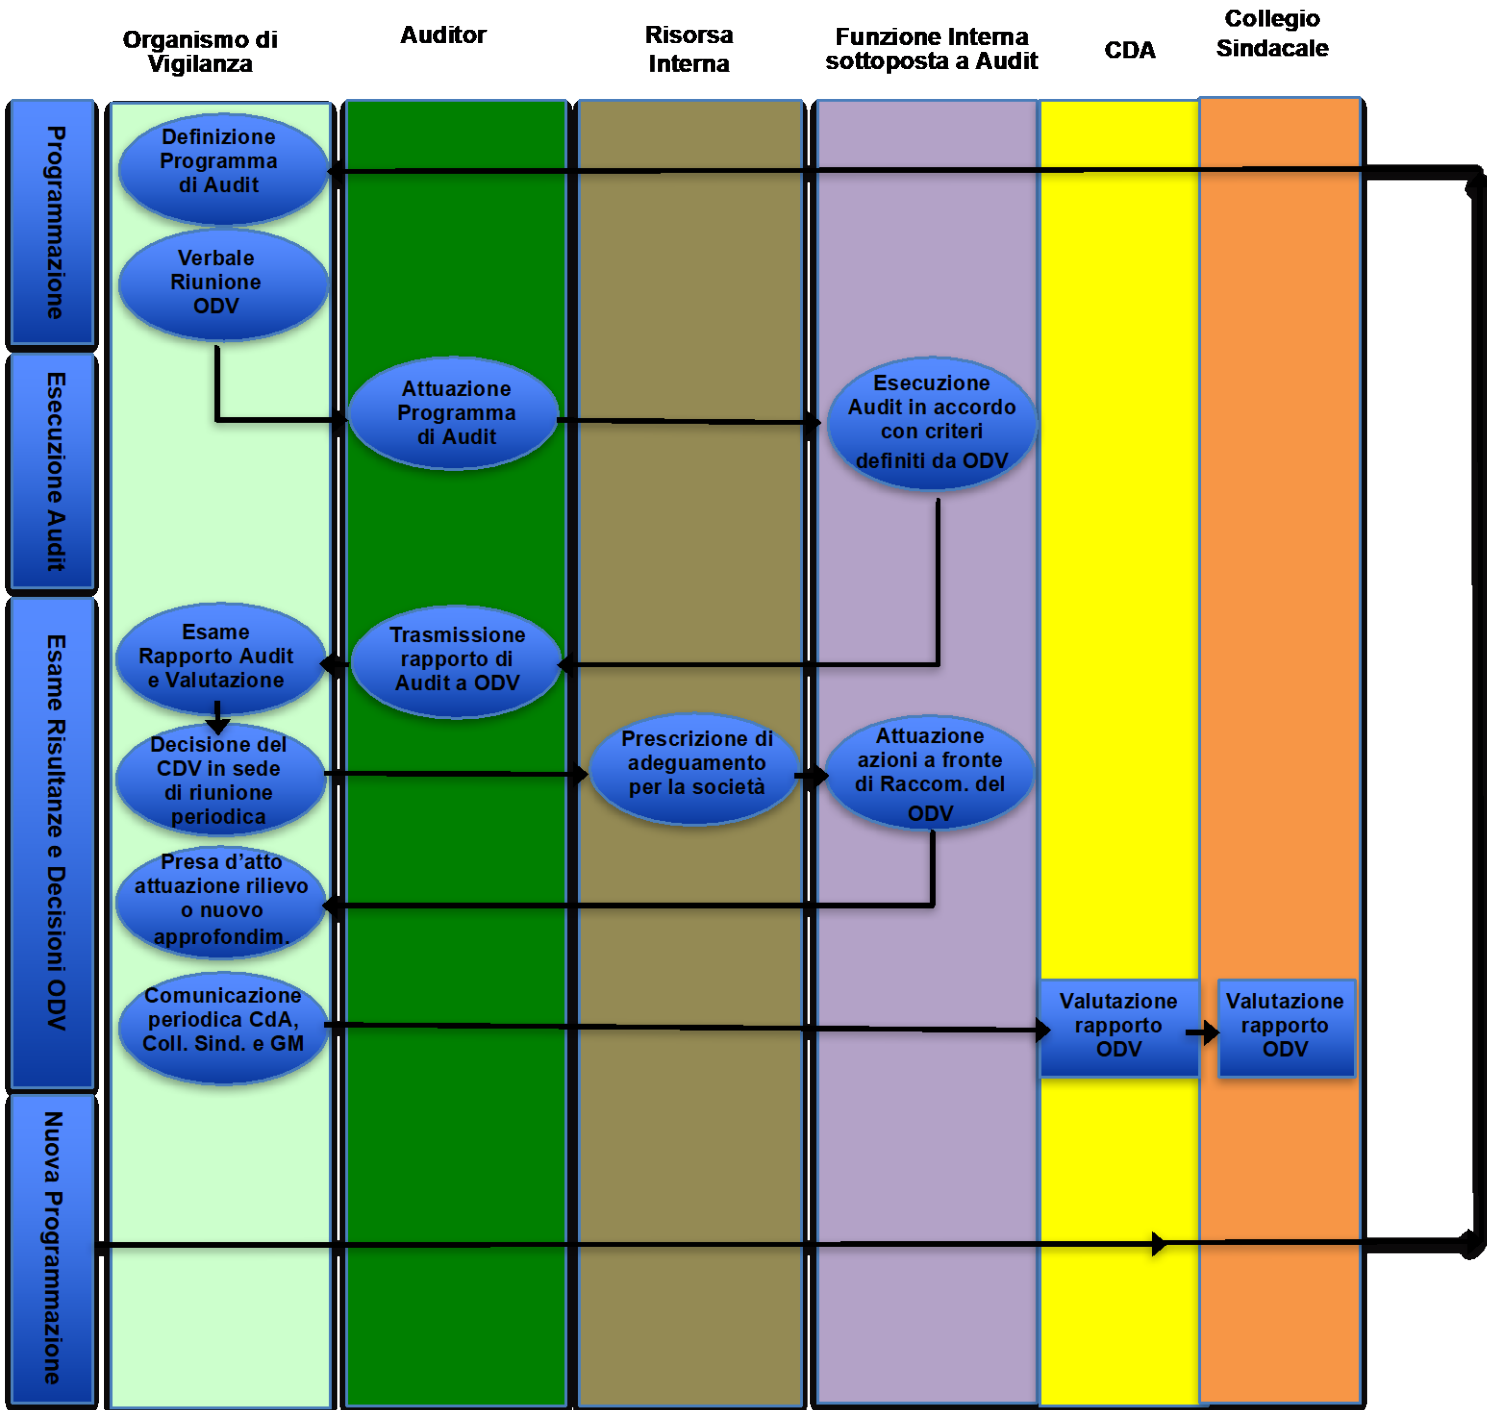 Organismo di
Vigilanza
Auditor
Risorsa
Interna
Funzione Interna
sottoposta a Audit
CDA
Collegio
Sindacale
Programmazione
Definizione
Programma
di Audit
Verbale
Riunione
ODV
Esecuzione Audit
Attuazione
Programma
di Audit
Esecuzione
Audit in accordo
con criteri
definiti da ODV
Esame Risultanze e Decisioni ODV
Esame
Rapporto Audit
e Valutazione
Trasmissione
rapporto di
Audit a ODV
Decisione del
CDV in sede
di riunione
periodica
Prescrizione di
adeguamento
per la società
Attuazione
azioni a fronte
di Raccom. del
ODV
Presa d’atto
attuazione rilievo
o nuovo
approfondim.
Comunicazione
periodica CdA,
Coll. Sind. e GM
Valutazione
rapporto
ODV
Valutazione
rapporto
ODV
Nuova Programmazione